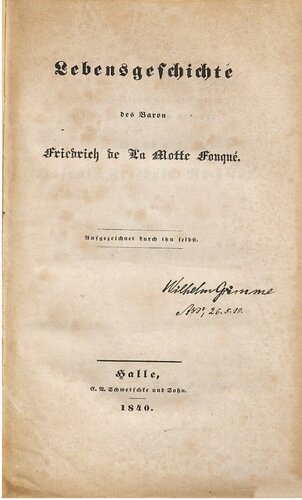 Lebensgeschichte
des Baron
Friedrich de La Motte Fouqué.
Aufgezeichnet durch ihn selbst.
Wilhelm Grimme
26.5.19.
Halle,
C. A. Schwetschke und Sohn.
1840.